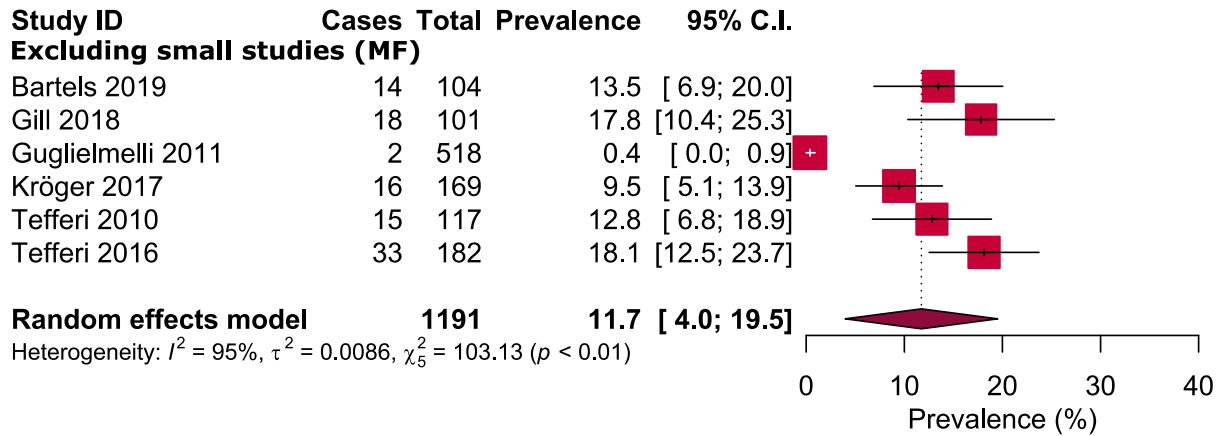 Study ID Cases Total Prevalence 95% C.I.
Excluding small studies (MF)
Bartels 2019 14 104 13.5 [ 6.9; 20.0]
Gill 2018 18 101 17.8 [10.4; 25.3]
Guglielmelli 2011 2 518 0.4 [ 0.0; 0.9]
Kröger 2017 16 169 9.5 [ 5.1; 13.9]
Tefferi 2010 15 117 12.8 [ 6.8; 18.9]
Tefferi 2016 33 182 18.1 [12.5; 23.7]
Random effects model 1191 11.7 [ 4.0; 19.5]
Heterogeneity: I² = 95%, τ² = 0.0086, χ²₅ = 103.13 (p < 0.01)
0 10 20 30 40
Prevalence (%)